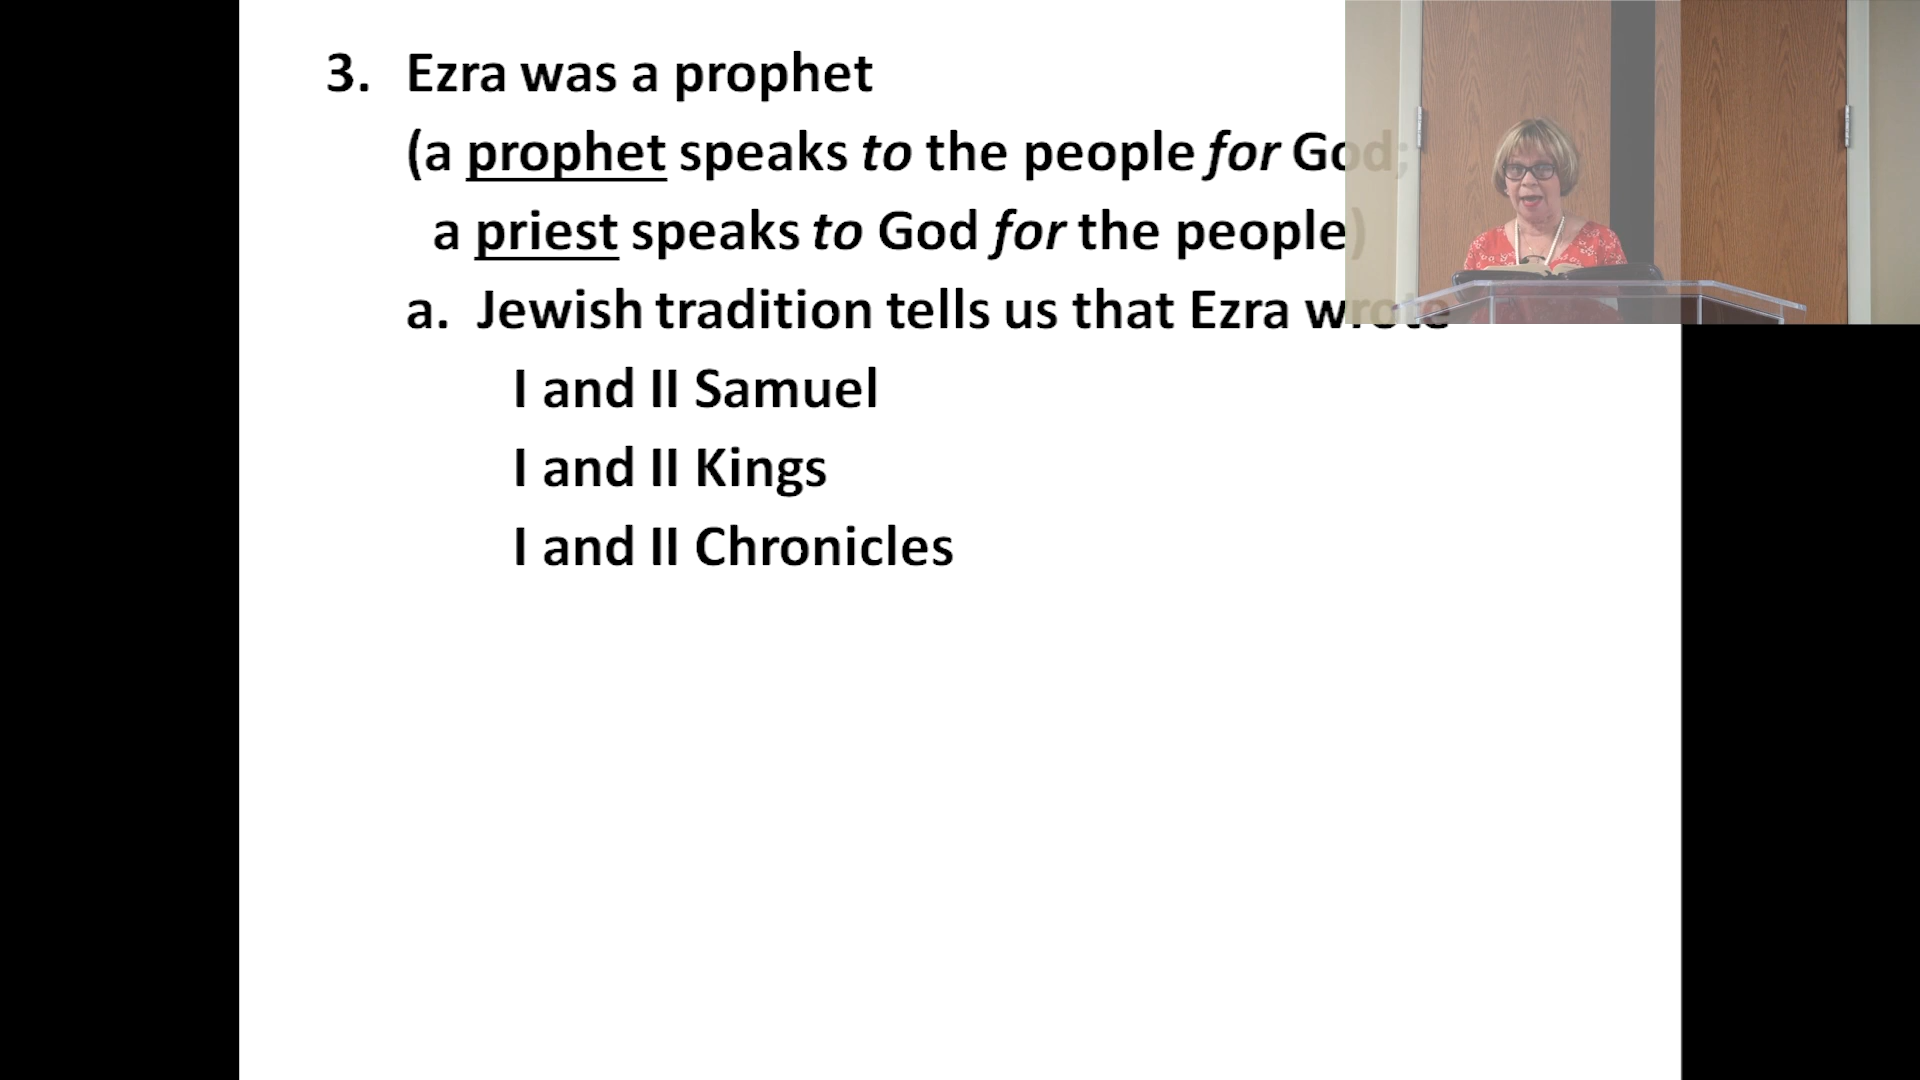 3. Ezra was a prophet
(a prophet speaks to the people for God;
a priest speaks to God for the people)
a. Jewish tradition tells us that Ezra wrote
I and II Samuel
I and II Kings
I and II Chronicles